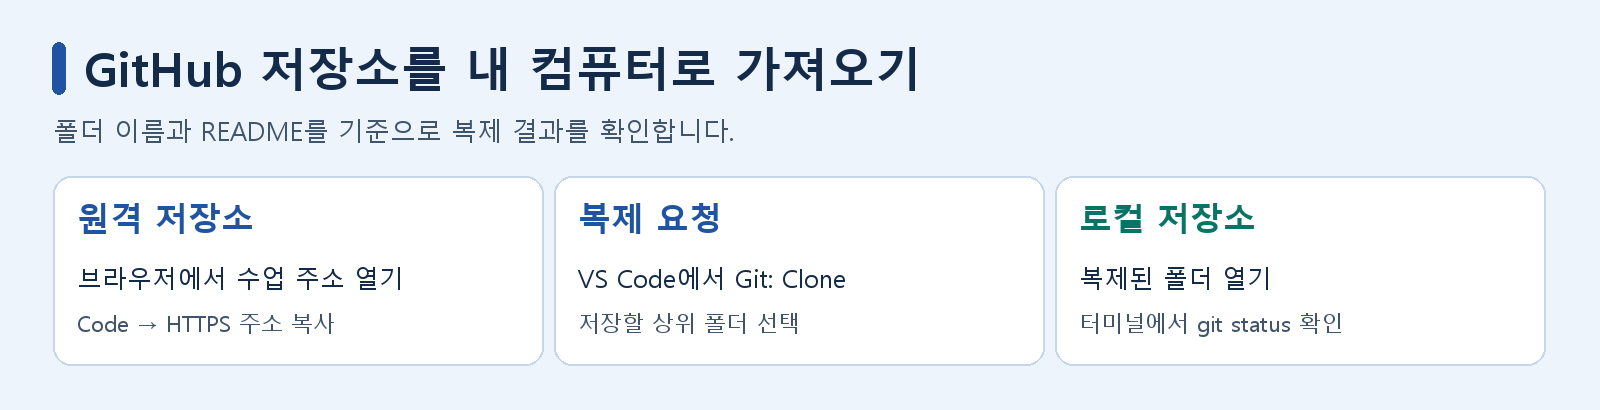 GitHub 저장소를 내 컴퓨터로 가져오기
폴더 이름과 README를 기준으로 복제 결과를 확인합니다.
원격 저장소
브라우저에서 수업 주소 열기
Code → HTTPS 주소 복사
복제 요청
VS Code에서 Git: Clone
저장할 상위 폴더 선택
로컬 저장소
복제된 폴더 열기
터미널에서 git status 확인